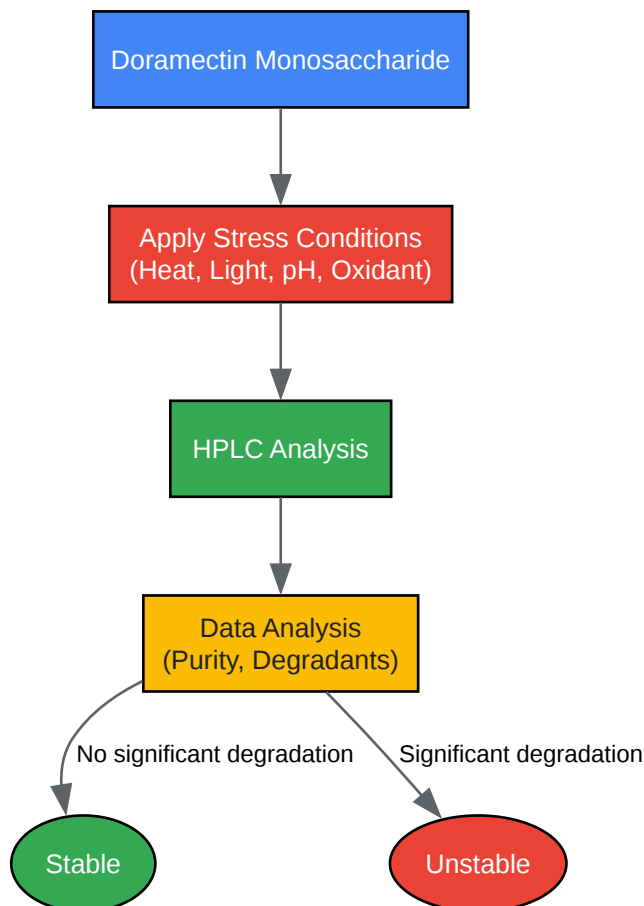 Doramectin Monosaccharide
Apply Stress Conditions
(Heat, Light, pH, Oxidant)
HPLC Analysis
Data Analysis
(Purity, Degradants)
No significant degradation
Significant degradation
Stable
Unstable